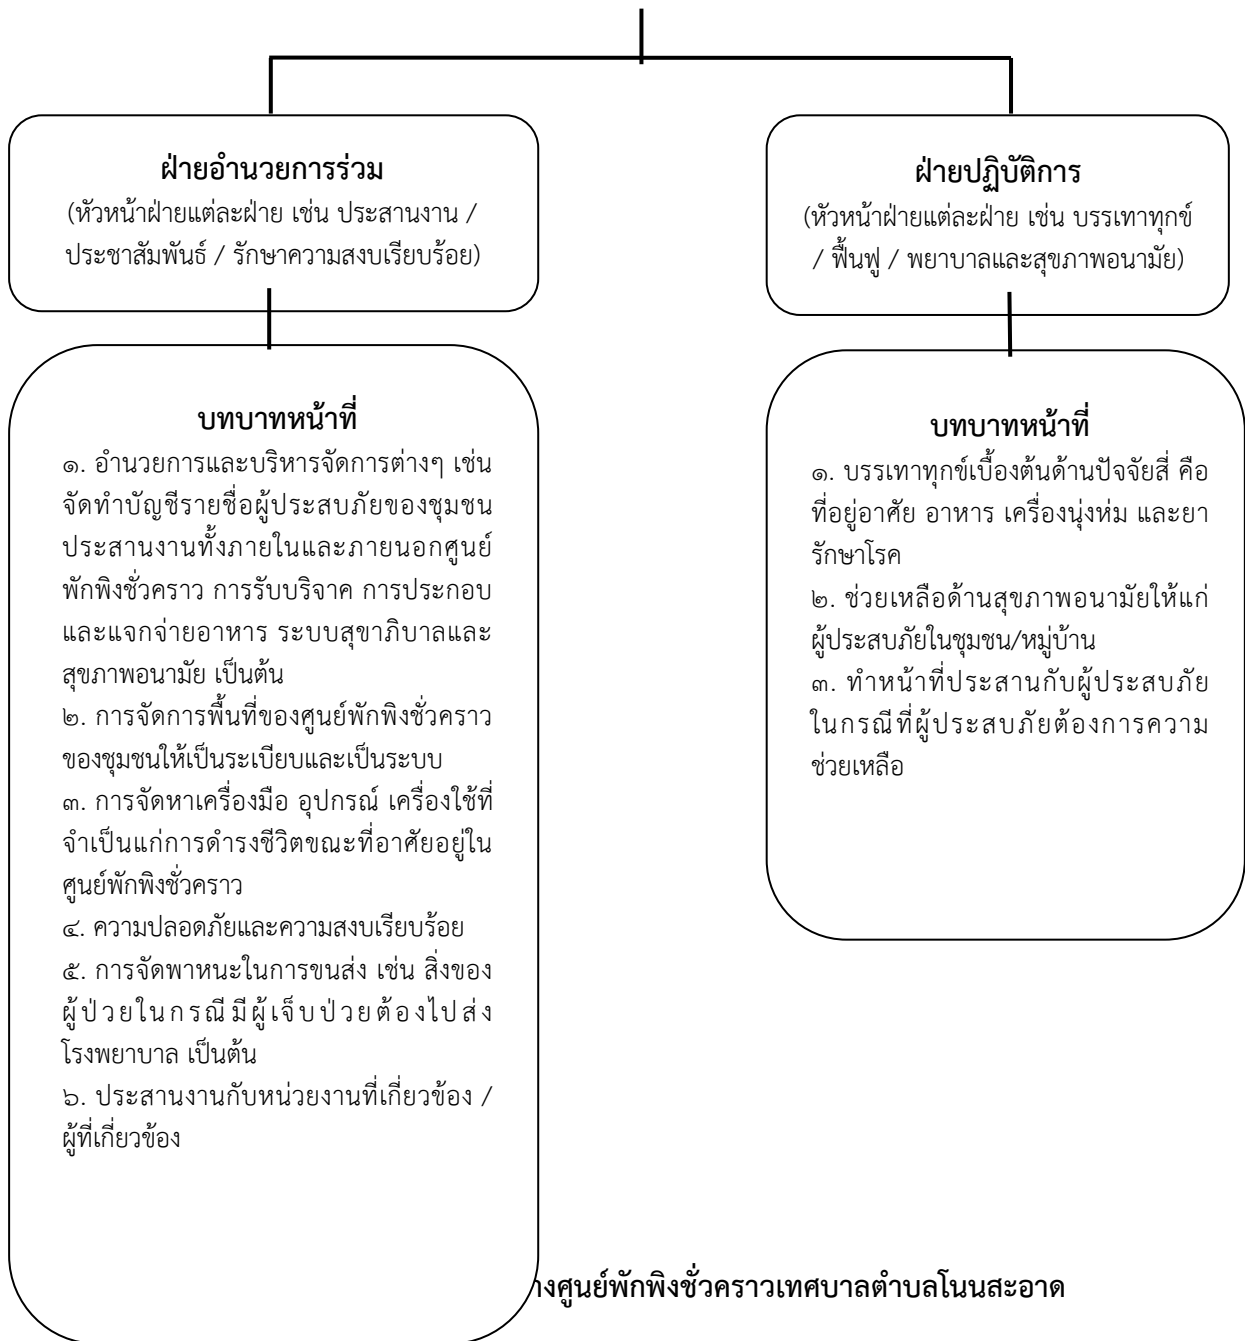 ฝ่ายอำนวยการร่วม
(หัวหน้าฝ่ายแต่ละฝ่าย เช่น ประสานงาน /
ประชาสัมพันธ์ / รักษาความสงบเรียบร้อย)
ฝ่ายปฏิบัติการ
(หัวหน้าฝ่ายแต่ละฝ่าย เช่น บรรเทาทุกข์
/ ฟื้นฟู / พยาบาลและสุขภาพอนามัย)
บทบาทหน้าที่
๑. อำนวยการและบริหารจัดการต่างๆ เช่น
จัดทำบัญชีรายชื่อผู้ประสบภัยของชุมชน
ประสานงานทั้งภายในและภายนอกศูนย์
พักพิงชั่วคราว การรับบริจาค การประกอบ
และแจกจ่ายอาหาร ระบบสุขาภิบาลและ
สุขภาพอนามัย เป็นต้น
๒. การจัดการพื้นที่ของศูนย์พักพิงชั่วคราว
ของชุมชนให้เป็นระเบียบและเป็นระบบ
๓. การจัดหาเครื่องมือ อุปกรณ์ เครื่องใช้ที่
จำเป็นแก่การดำรงชีวิตขณะที่อาศัยอยู่ใน
ศูนย์พักพิงชั่วคราว
๔. ความปลอดภัยและความสงบเรียบร้อย
๕. การจัดพาหนะในการขนส่ง เช่น สิ่งของ
ผู้ป่วยในกรณีมีผู้เจ็บป่วยต้องไปส่ง
โรงพยาบาล เป็นต้น
๖. ประสานงานกับหน่วยงานที่เกี่ยวข้อง /
ผู้ที่เกี่ยวข้อง
บทบาทหน้าที่
๑. บรรเทาทุกข์เบื้องต้นด้านปัจจัยสี่ คือ
ที่อยู่อาศัย อาหาร เครื่องนุ่งห่ม และยา
รักษาโรค
๒. ช่วยเหลือด้านสุขภาพอนามัยให้แก่
ผู้ประสบภัยในชุมชน/หมู่บ้าน
๓. ทำหน้าที่ประสานกับผู้ประสบภัย
ในกรณีที่ผู้ประสบภัยต้องการความ
ช่วยเหลือ
ศูนย์พักพิงชั่วคราวเทศบาลตำบลโนนสะอาด